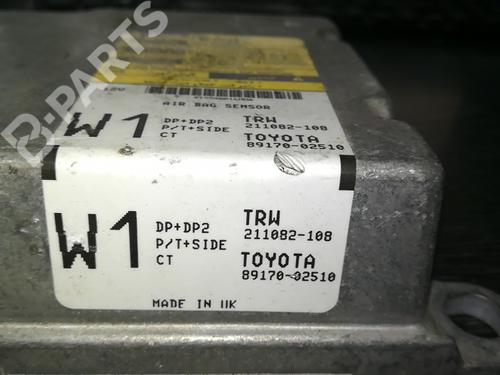 B-PARTS
12V
AIR BAG SENSOR
W1
DP+DP2
P/T+SIDE
CT
TRW
211082-108
TOYOTA
89170-02510
W1
DP+DP2
P/T+SIDE
CT
TRW
211082-108
TOYOTA
89170-02510
MADE IN UK